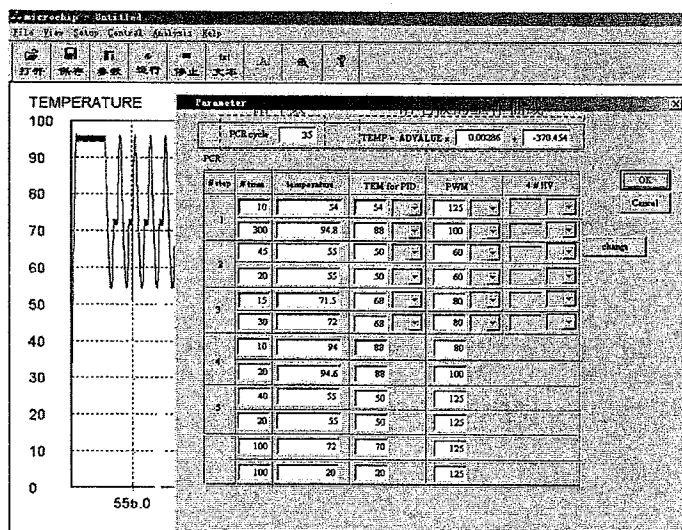 microchip - Untitled
File View Setup Control Analysis Help
打开 保存 参数 运行 停止 大小
TEMPERATURE
100
90
80
70
60
50
40
30
20
10
0
556.0
Parameter
PCR cycle 35 TEMP = ADVALUE x 0.00286 + -370.454
PCR
# step # time temperature TEM for PID PWM 4 # HV
1
10 54 54 125
300 94.8 88 100
2
45 55 50 60
20 55 50 60
3
15 71.5 68 80
30 72 68 80
4
10 94 88 80
20 94.6 88 100
5
40 55 50 125
20 55 50 125
100 72 70 125
100 20 20 125
OK
Cancel
change